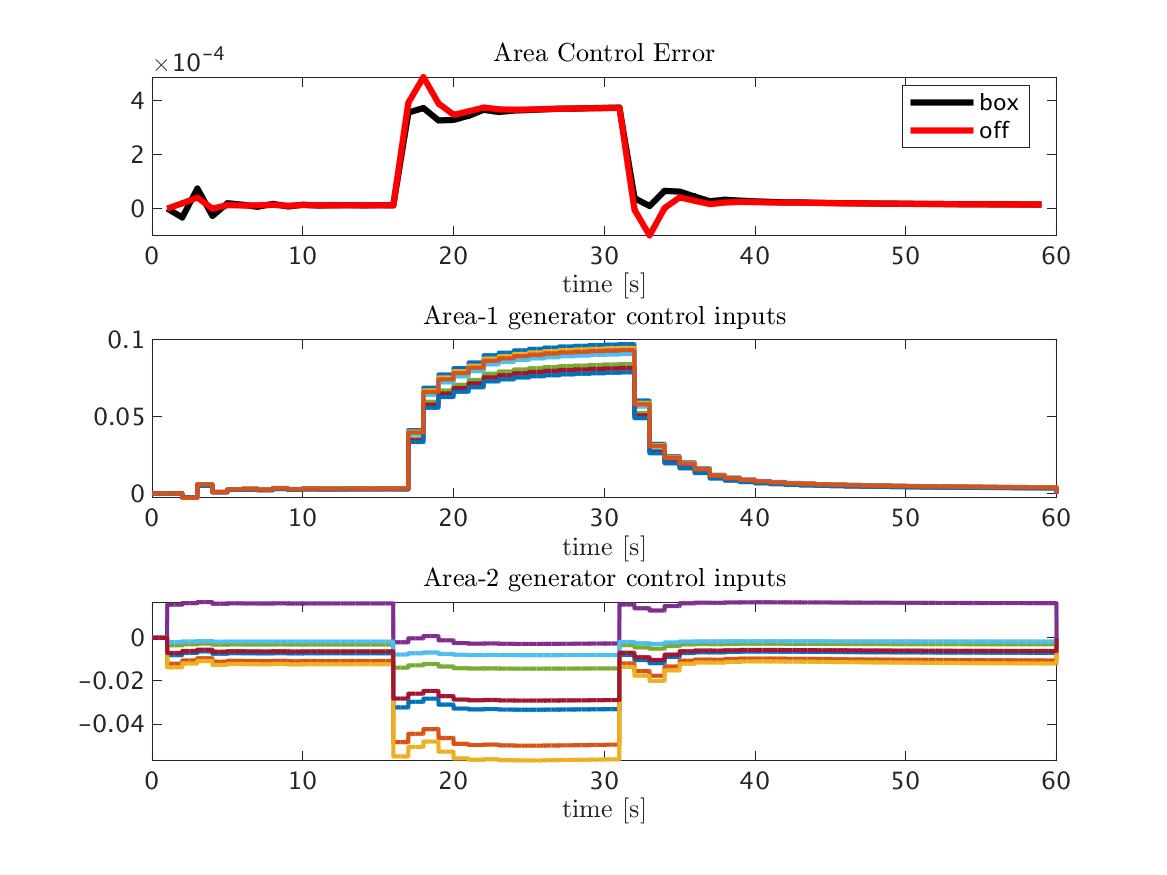 Area Control Error
×10⁻⁴
4
2
0
box
off
0 10 20 30 40 50 60
time [s]
Area-1 generator control inputs
0.1
0.05
0
0 10 20 30 40 50 60
time [s]
Area-2 generator control inputs
0
-0.02
-0.04
0 10 20 30 40 50 60
time [s]